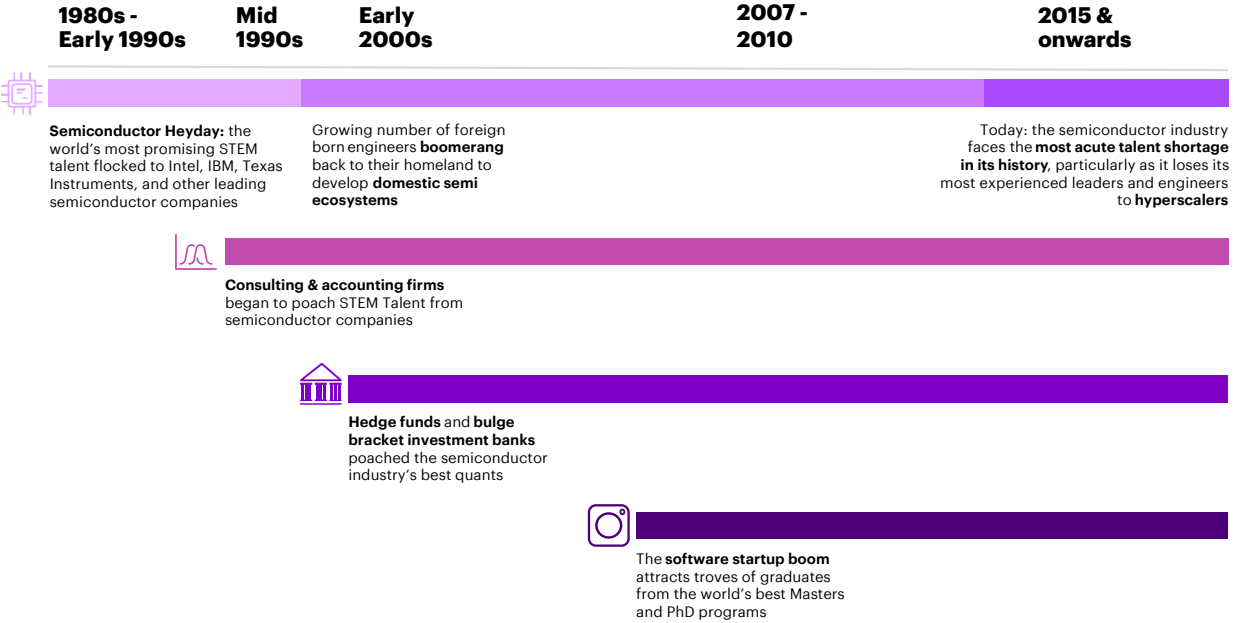 1980s -
Early 1990s
Mid
1990s
Early
2000s
2007 -
2010
2015 &
onwards
Semiconductor Heyday: the
world's most promising STEM
talent flocked to Intel, IBM, Texas
Instruments, and other leading
semiconductor companies
Growing number of foreign
born engineers boomerang
back to their homeland to
develop domestic semi
ecosystems
Today: the semiconductor industry
faces the most acute talent shortage
in its history, particularly as it loses its
most experienced leaders and engineers
to hyperscalers
Consulting & accounting firms
began to poach STEM Talent from
semiconductor companies
Hedge funds and bulge
bracket investment banks
poached the semiconductor
industry's best quants
The software startup boom
attracts troves of graduates
from the world's best Masters
and PhD programs